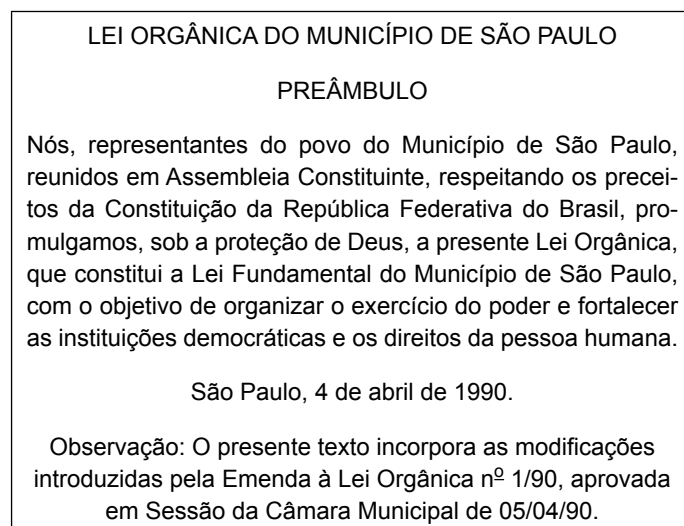 LEI ORGÂNICA DO MUNICÍPIO DE SÃO PAULO
PREÂMBULO
Nós, representantes do povo do Município de São Paulo,
reunidos em Assembleia Constituinte, respeitando os precei-
tos da Constituição da República Federativa do Brasil, pro-
mulgamos, sob a proteção de Deus, a presente Lei Orgânica,
que constitui a Lei Fundamental do Município de São Paulo,
com o objetivo de organizar o exercício do poder e fortalecer
as instituições democráticas e os direitos da pessoa humana.
São Paulo, 4 de abril de 1990.
Observação: O presente texto incorpora as modificações
introduzidas pela Emenda à Lei Orgânica nº 1/90, aprovada
em Sessão da Câmara Municipal de 05/04/90.